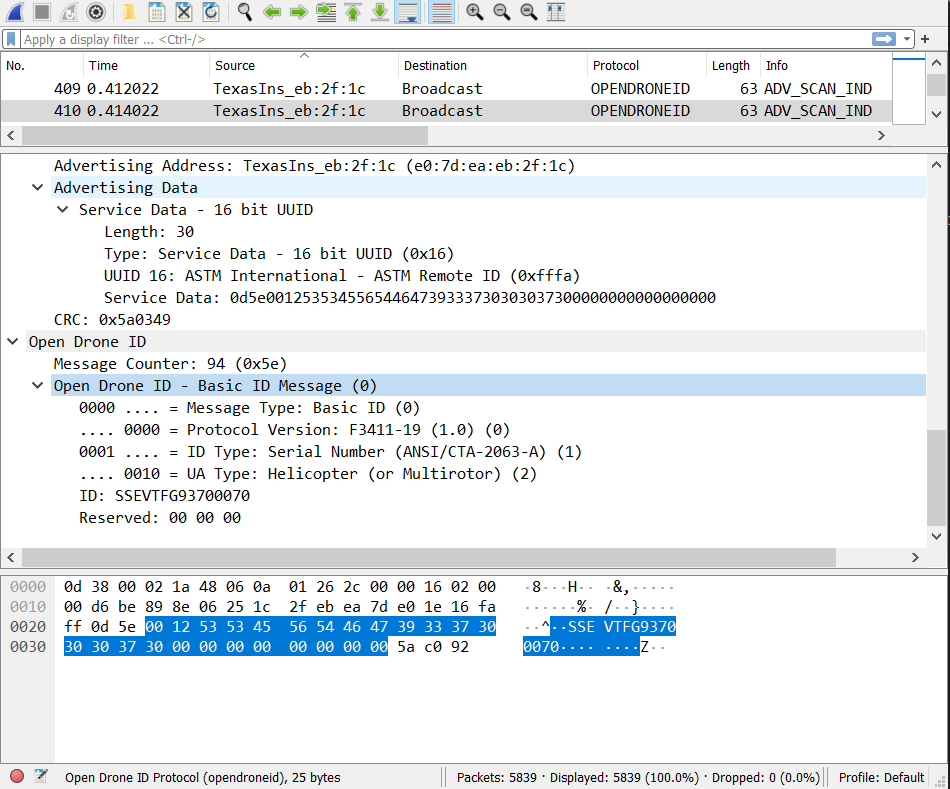 Apply a display filter ... <Ctrl-/>
No. Time Source Destination Protocol Length Info
409 0.412022 TexasIns_eb:2f:1c Broadcast OPENDRONEID 63 ADV_SCAN_IND
410 0.414022 TexasIns_eb:2f:1c Broadcast OPENDRONEID 63 ADV_SCAN_IND
Advertising Address: TexasIns_eb:2f:1c (e0:7d:ea:eb:2f:1c)
Advertising Data
Service Data - 16 bit UUID
Length: 30
Type: Service Data - 16 bit UUID (0x16)
UUID 16: ASTM International - ASTM Remote ID (0xfffa)
Service Data: 0d5e0012535345565446473933373030303730000000000000000000
CRC: 0x5a0349
Open Drone ID
Message Counter: 94 (0x5e)
Open Drone ID - Basic ID Message (0)
0000 .... = Message Type: Basic ID (0)
.... 0000 = Protocol Version: F3411-19 (1.0) (0)
0001 .... = ID Type: Serial Number (ANSI/CTA-2063-A) (1)
.... 0010 = UA Type: Helicopter (or Multirotor) (2)
ID: SSEVTFG93700070
Reserved: 00 00 00
0000 0d 38 00 02 1a 48 06 0a 01 26 2c 00 00 16 02 00 ·8···H·· ·&,·····
0010 00 d6 be 89 8e 06 25 1c 2f eb ea 7d e0 1e 16 fa ······%· /··}····
0020 ff 0d 5e 00 12 53 53 45 56 54 46 47 39 33 37 30 ··^··SSE VTFG9370
0030 30 30 37 30 00 00 00 00 00 00 00 00 5a c0 92 0070···· ····Z··
Open Drone ID Protocol (opendroneid), 25 bytes
Packets: 5839 · Displayed: 5839 (100.0%) · Dropped: 0 (0.0%)
Profile: Default